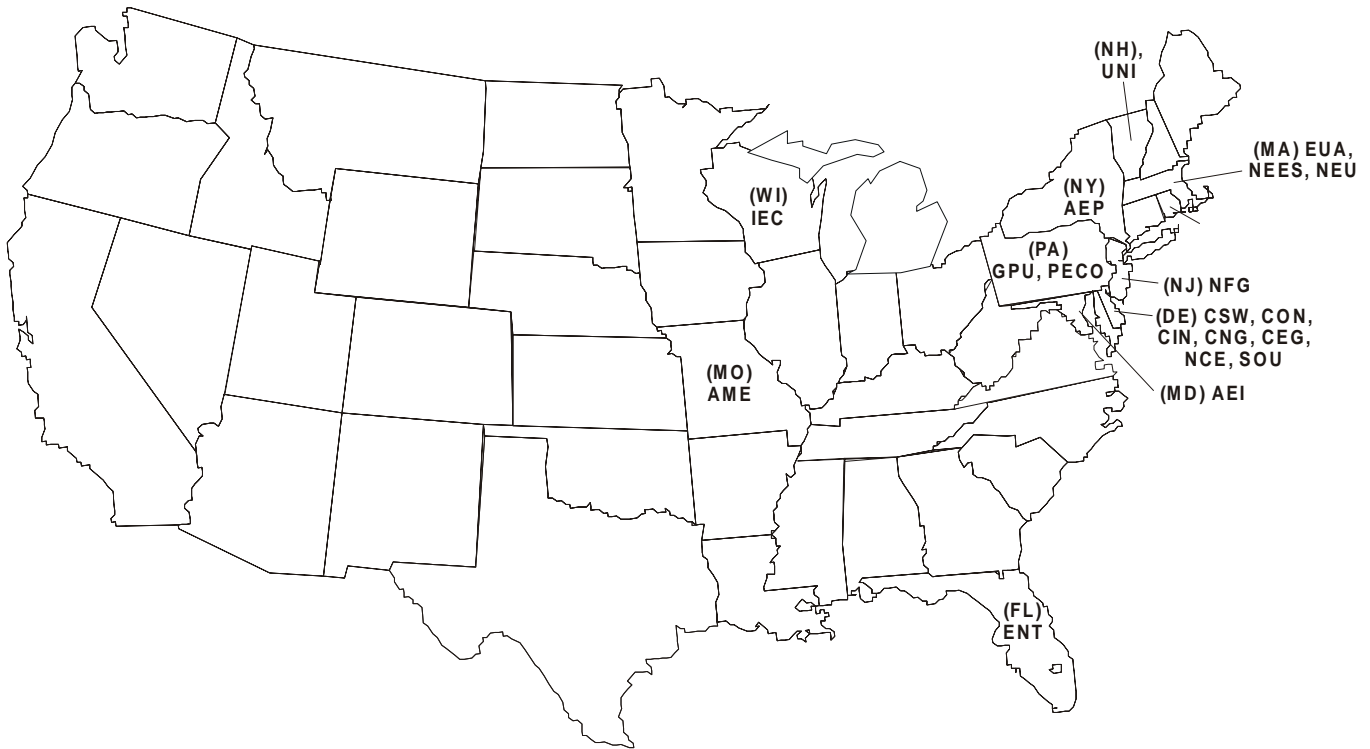 (NH),
UNI
(MA) EUA,
NEES, NEU
(WI)
IEC
(NY)
AEP
(PA)
GPU, PECO
(NJ) NFG
(DE) CSW, CON,
CIN, CNG, CEG,
NCE, SOU
(MO)
AME
(MD) AEI
(FL)
ENT